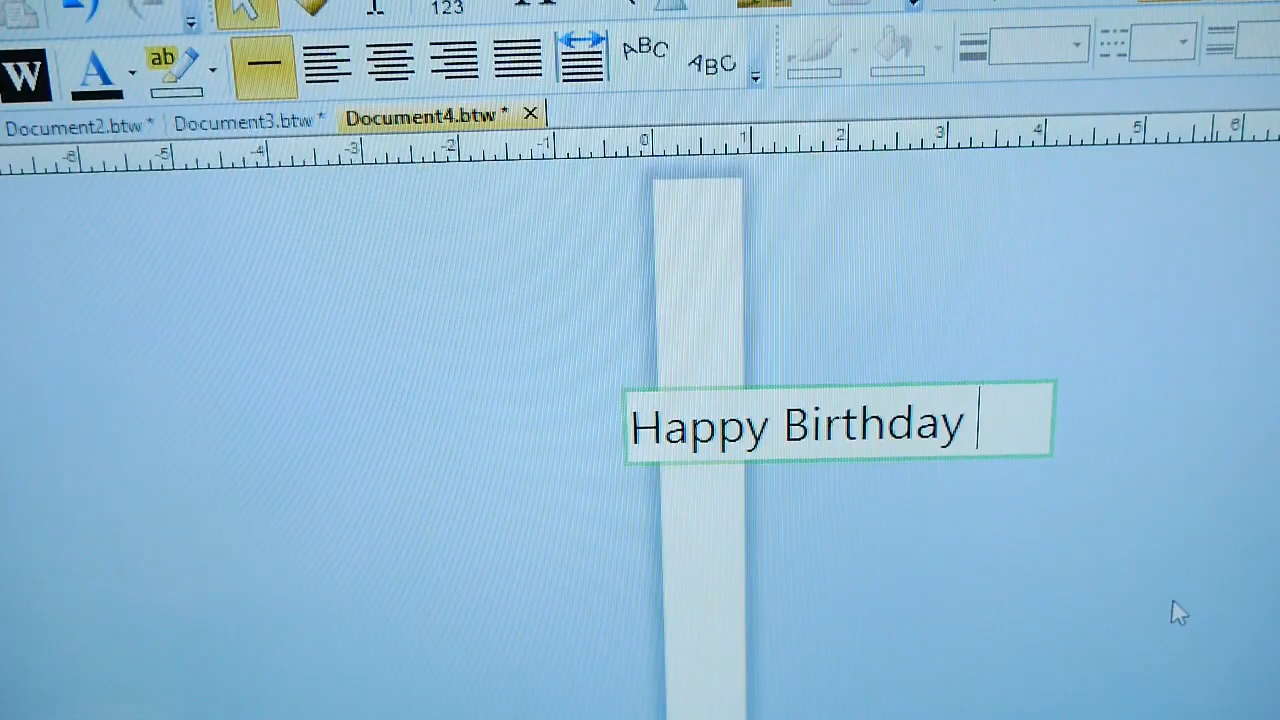 123
W
A
ab
ABC
ABC
Document2.btw *
Document3.btw *
Document4.btw *
-6 -5 -4 -3 -2 -1 0 1 2 3 4 5 6
Happy Birthday